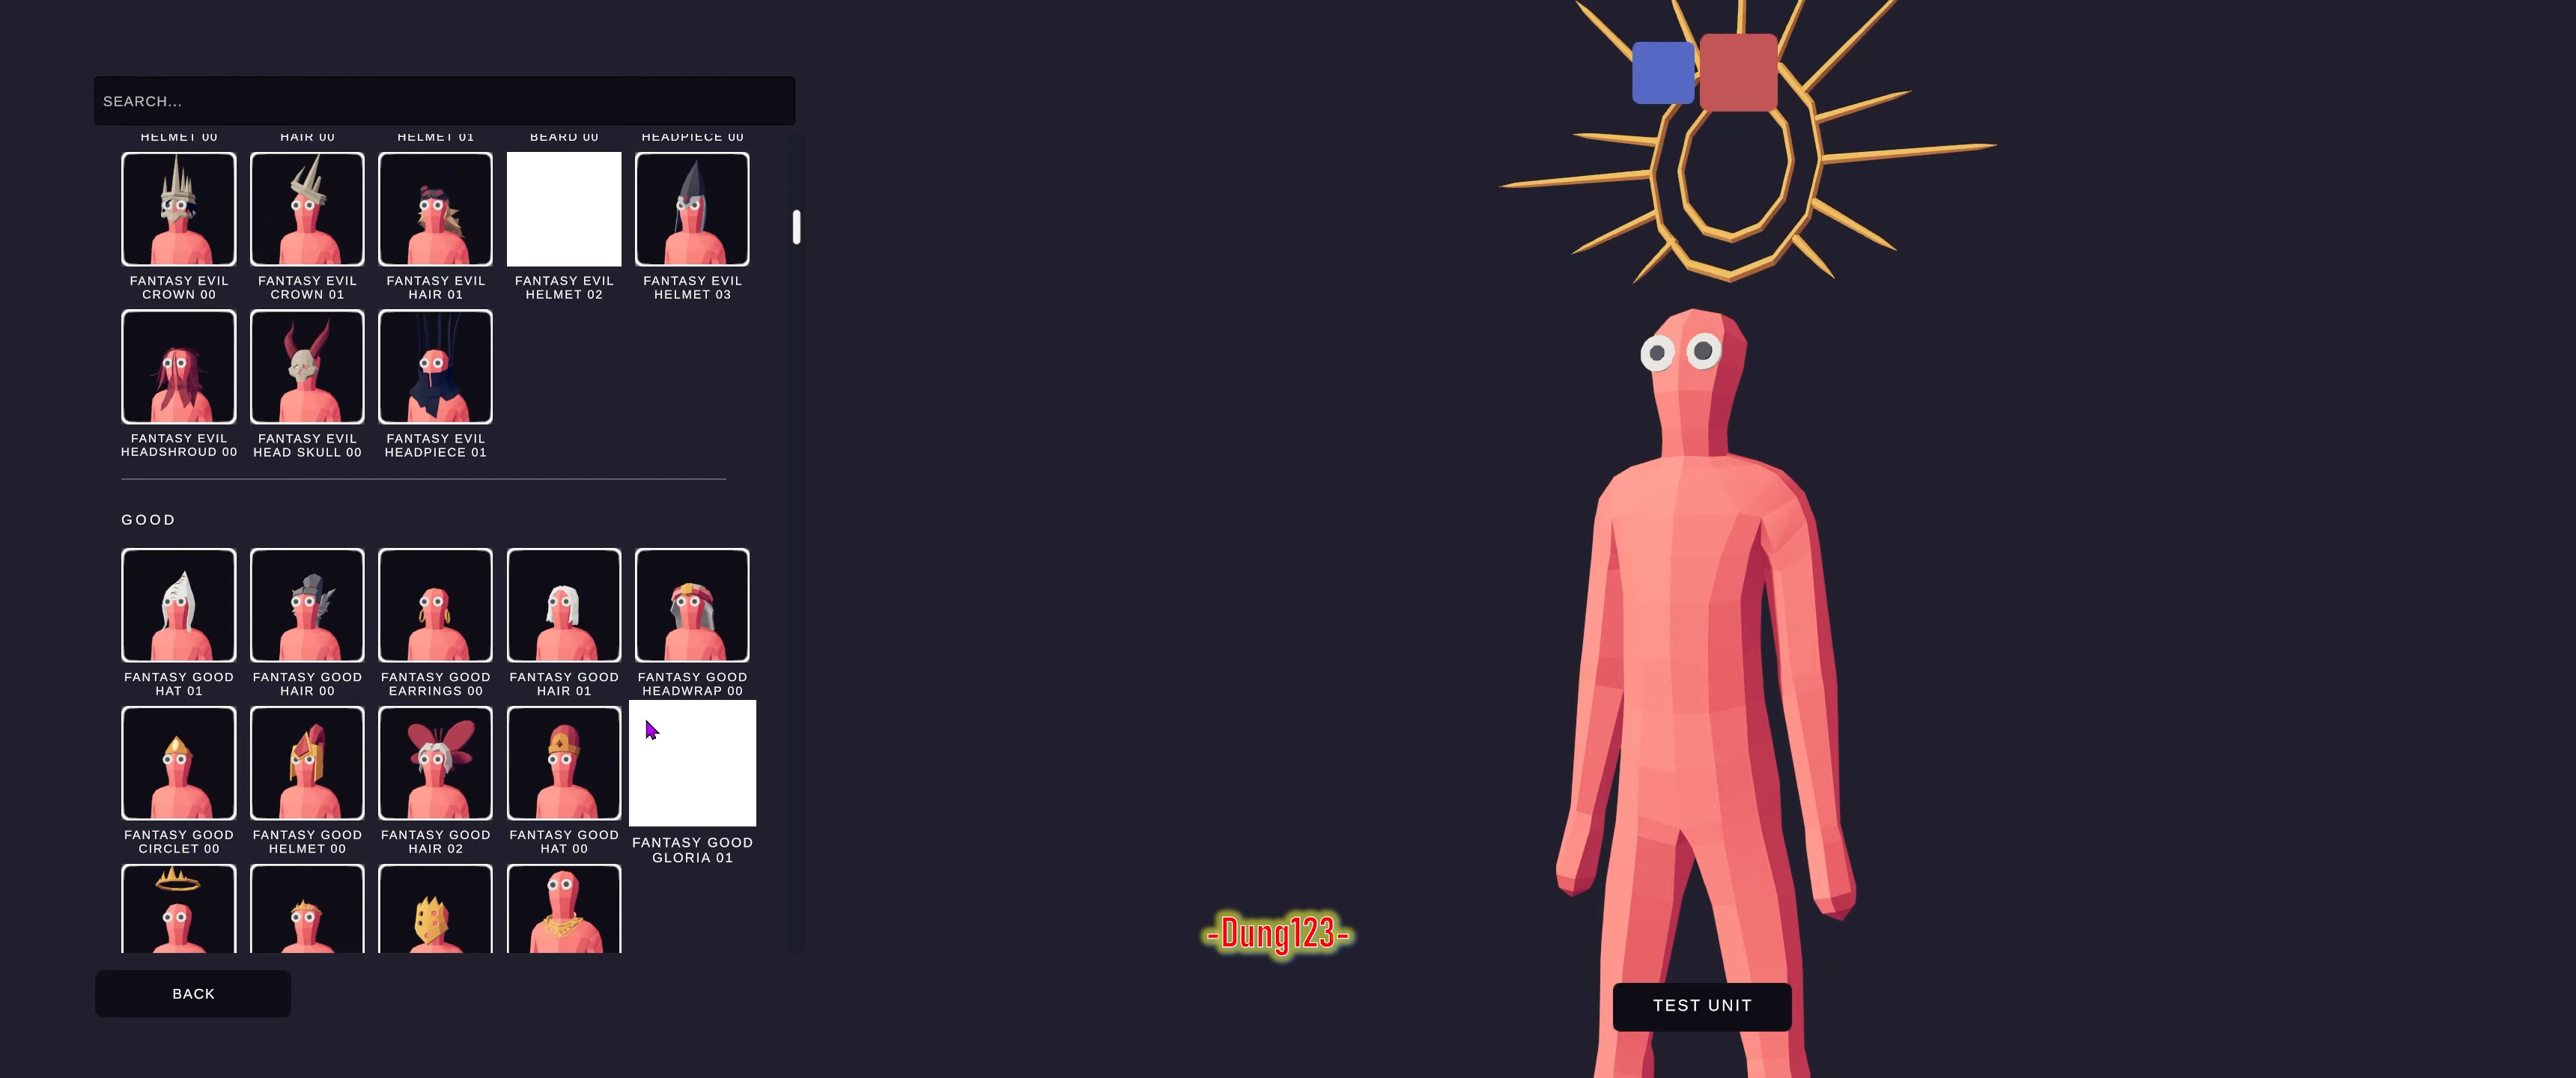 SEARCH...
HELMET 00 HAIR 00 HELMET 01 BEARD 00 HEADPIECE 00
FANTASY EVIL CROWN 00
FANTASY EVIL CROWN 01
FANTASY EVIL HAIR 01
FANTASY EVIL HELMET 02
FANTASY EVIL HELMET 03
FANTASY EVIL HEADSHROUD 00
FANTASY EVIL HEAD SKULL 00
FANTASY EVIL HEADPIECE 01
GOOD
FANTASY GOOD HAT 01
FANTASY GOOD HAIR 00
FANTASY GOOD EARRINGS 00
FANTASY GOOD HAIR 01
FANTASY GOOD HEADWRAP 00
FANTASY GOOD CIRCLET 00
FANTASY GOOD HELMET 00
FANTASY GOOD HAIR 02
FANTASY GOOD HAT 00
FANTASY GOOD GLORIA 01
-Dung123-
BACK
TEST UNIT